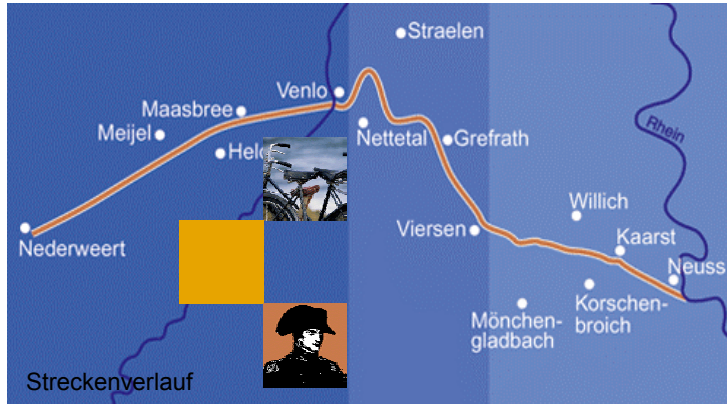 Straelen
Venlo
Maasbree
Meijel
Nettetal
Grefrath
Rhein
Nederweert
Viersen
Willich
Kaarst
Neuss
Mönchen-
gladbach
Korschen-
broich
Streckenverlauf